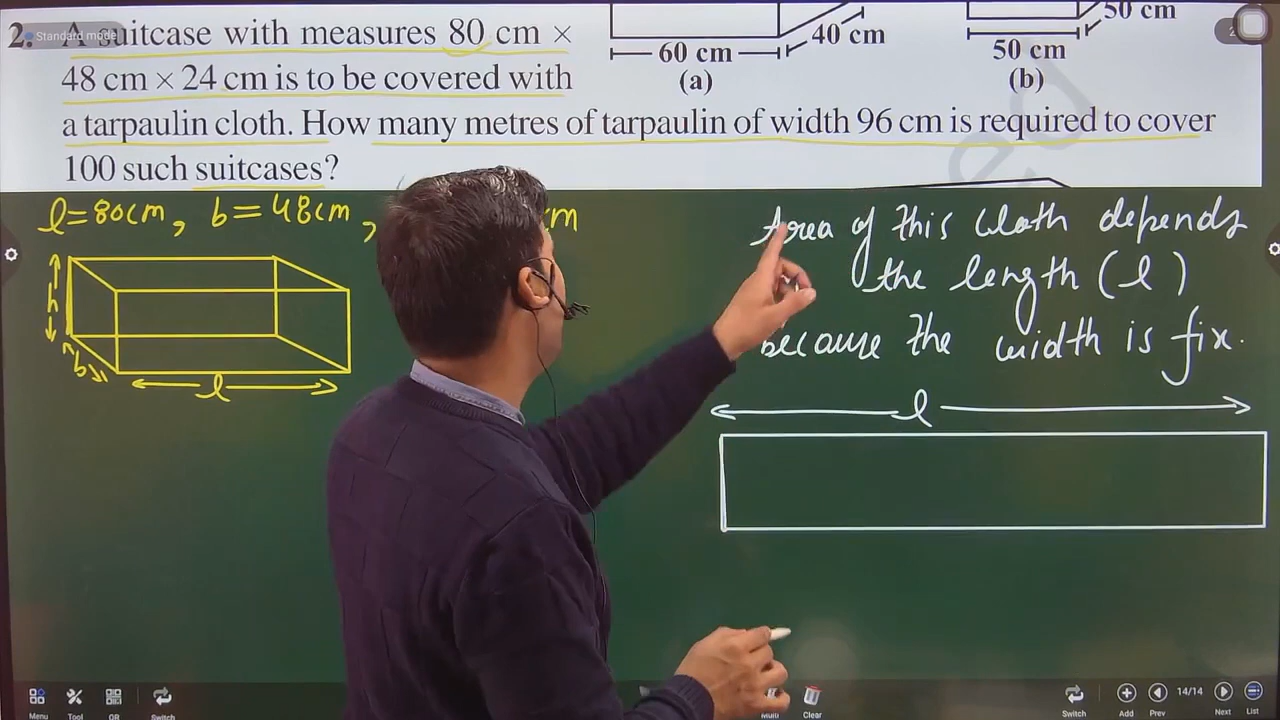 2. A suitcase with measures 80 cm ×
48 cm × 24 cm is to be covered with
a tarpaulin cloth. How many metres of tarpaulin of width 96 cm is required to cover
100 such suitcases?
Standard mode
60 cm
40 cm
(a)
50 cm
50 cm
(b)
l=80cm, b=48cm, cm
h
b
l
Area of this cloth depends
the length (l)
because the width is fix.
l
Menu
Tool
QR
Switch
Multi
Clear
Switch
Add
Prev
14/14
Next
List